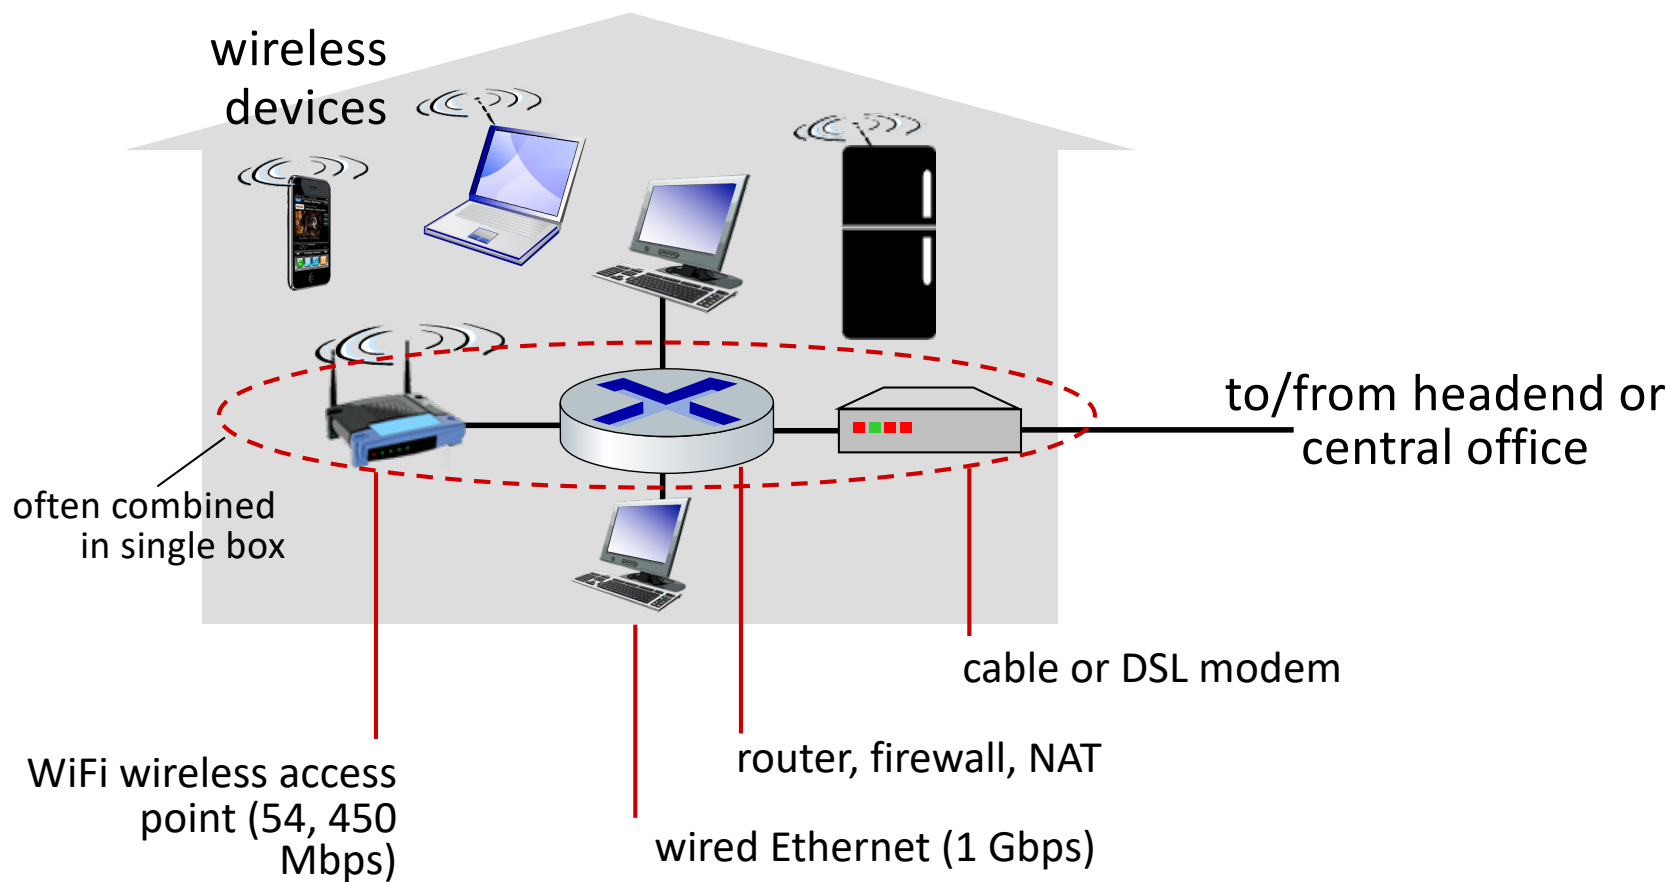 wireless
devices
to/from headend or
central office
often combined
in single box
cable or DSL modem
router, firewall, NAT
WiFi wireless access
point (54, 450
Mbps)
wired Ethernet (1 Gbps)